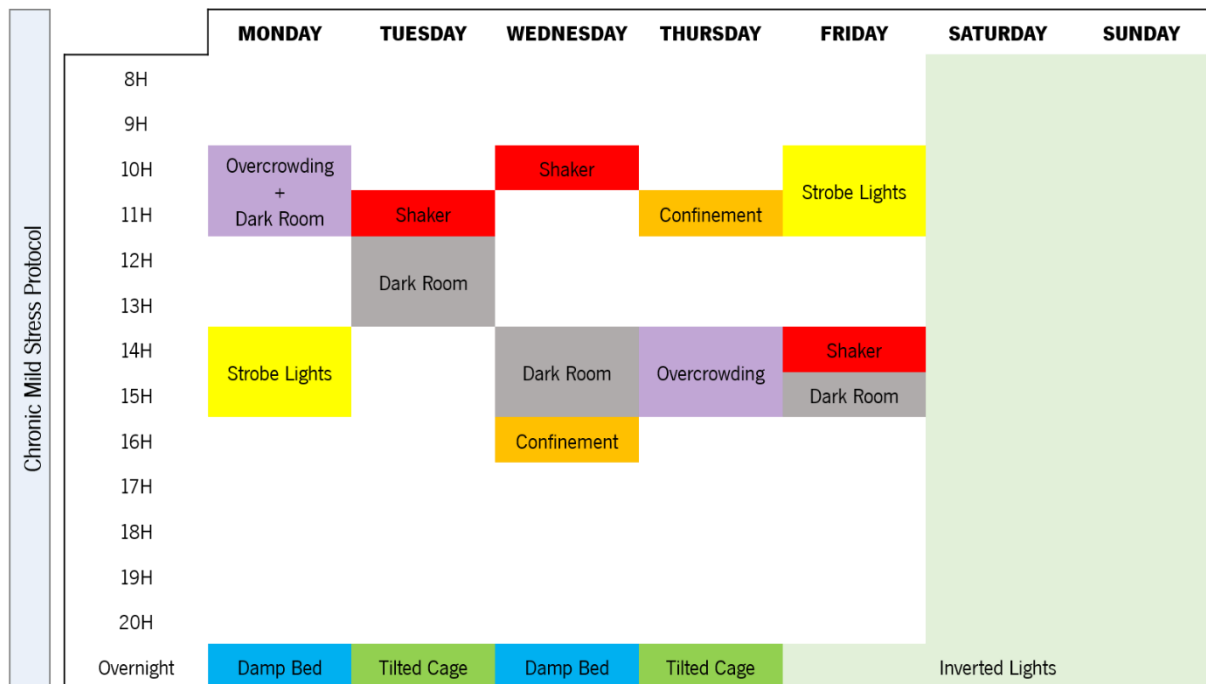 Chronic Mild Stress Protocol
MONDAY TUESDAY WEDNESDAY THURSDAY FRIDAY SATURDAY SUNDAY
8H
9H
10H Overcrowding Shaker Strobe Lights
+
11H Dark Room Shaker Confinement
12H Dark Room
13H
14H Strobe Lights Dark Room Overcrowding Shaker
15H Dark Room
16H Confinement
17H
18H
19H
20H
Overnight Damp Bed Tilted Cage Damp Bed Tilted Cage Inverted Lights